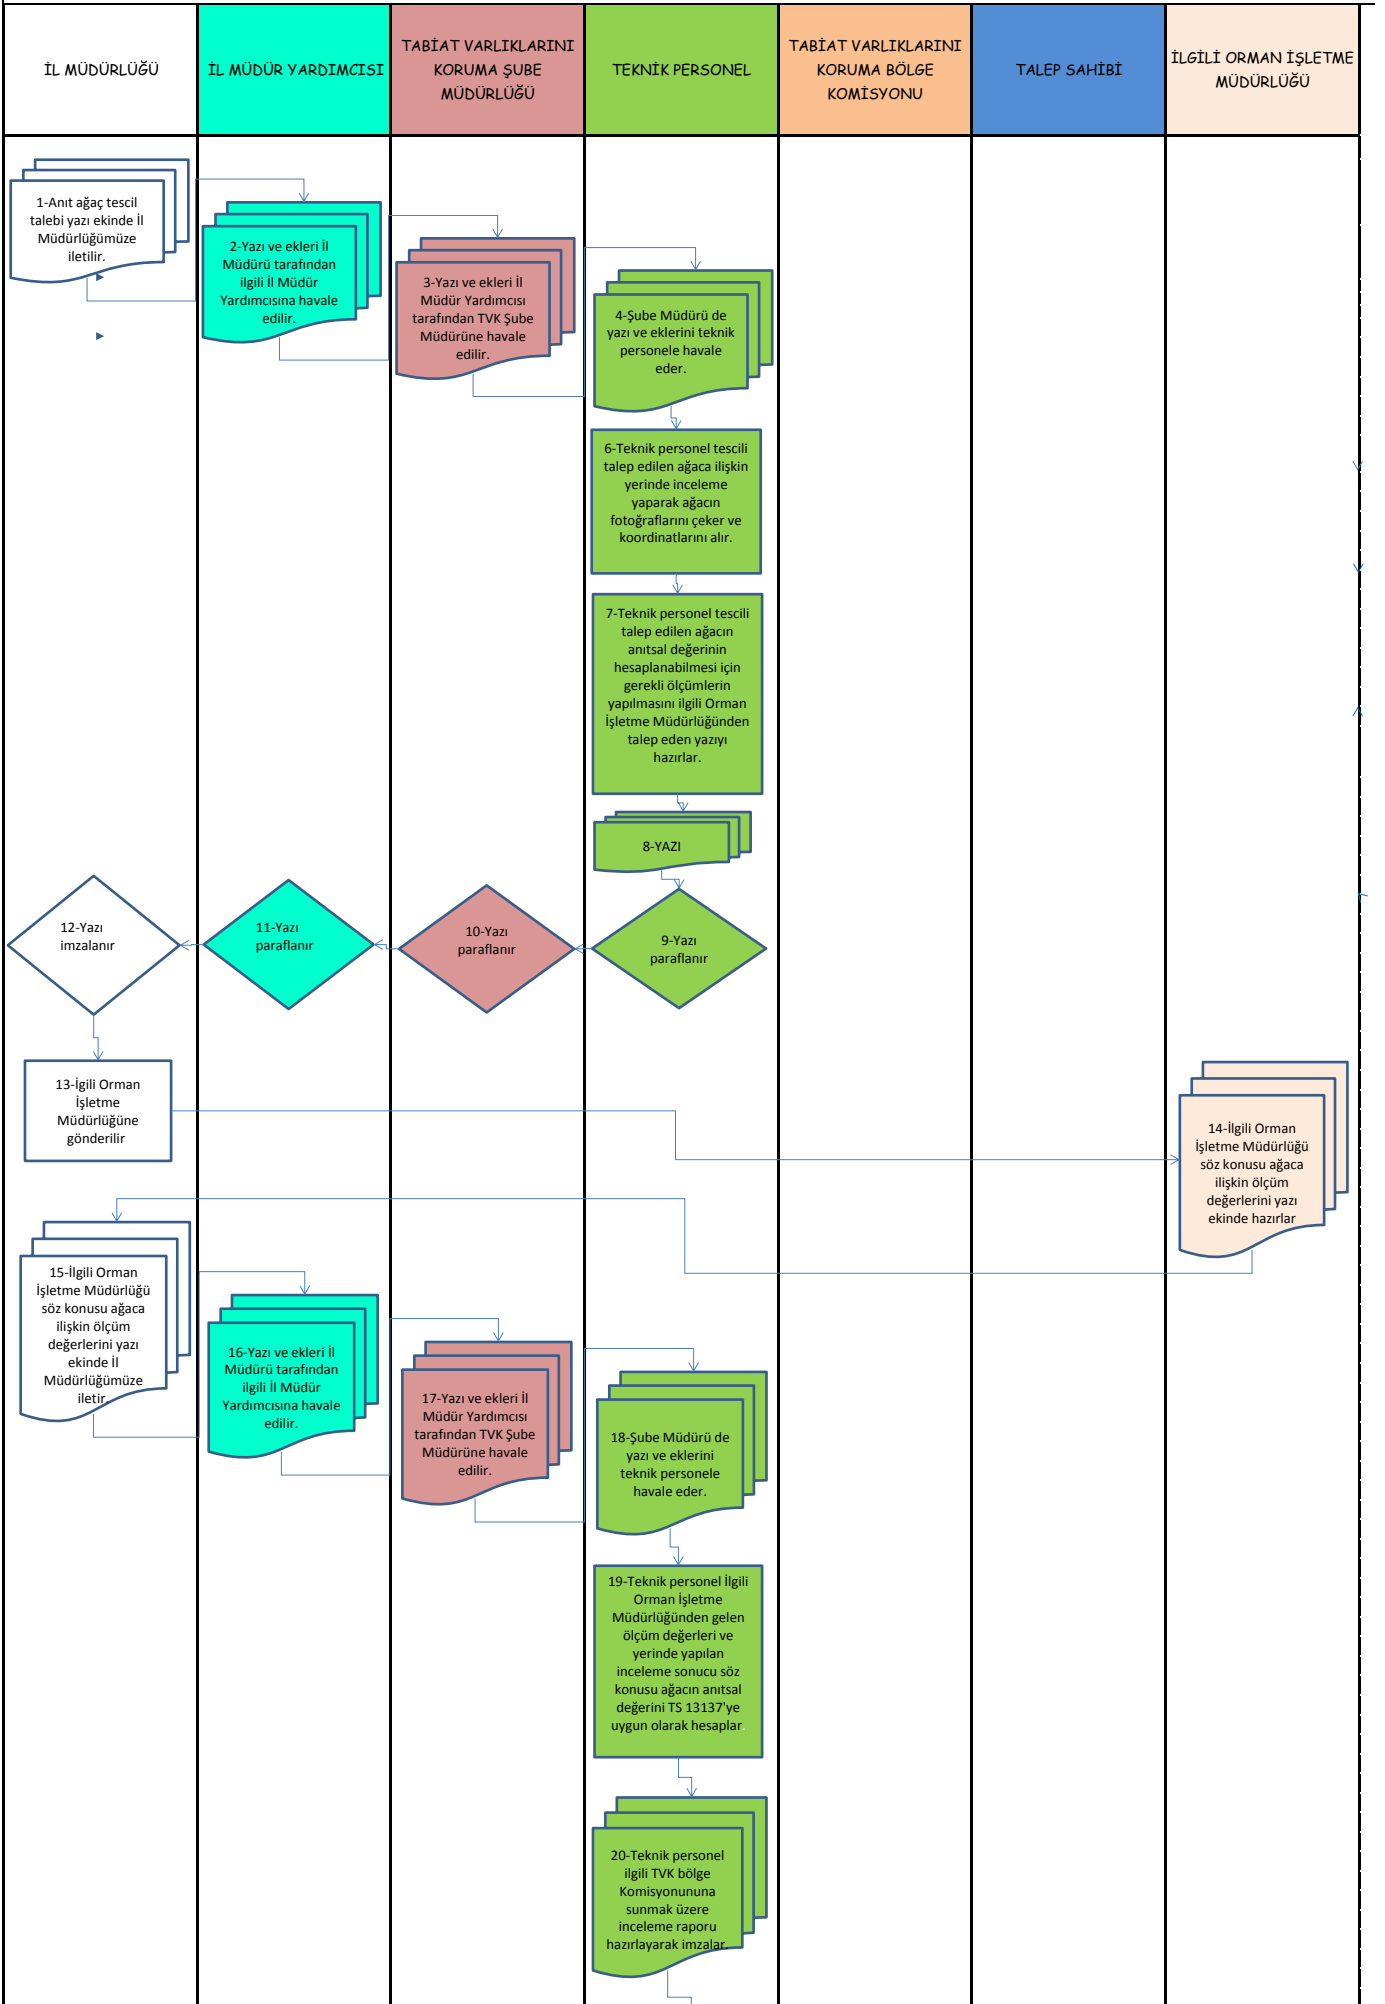 İL MÜDÜRLÜĞÜ
İL MÜDÜR YARDIMCISI
TABİAT VARLIKLARINI
KORUMA ŞUBE
MÜDÜRLÜĞÜ
TEKNİK PERSONEL
TABİAT VARLIKLARINI
KORUMA BÖLGE
KOMİSYONU
TALEP SAHİBİ
İLGİLİ ORMAN İŞLETME
MÜDÜRLÜĞÜ
1-Anıt ağaç tescil
talebi yazı ekinde İl
Müdürlüğümüze
iletilir.
2-Yazı ve ekleri İl
Müdürü tarafından
ilgili İl Müdür
Yardımcısına havale
edilir.
3-Yazı ve ekleri İl
Müdür Yardımcısı
tarafından TVK Şube
Müdürüne havale
edilir.
4-Şube Müdürü de
yazı ve eklerini teknik
personele havale
eder.
6-Teknik personel tescili
talep edilen ağaca ilişkin
yerinde inceleme
yaparak ağacın
fotoğraflarını çeker ve
koordinatlarını alır.
7-Teknik personel tescili
talep edilen ağacın
anıtsal değerinin
hesaplanabilmesi için
gerekli ölçümlerin
yapılmasını ilgili Orman
İşletme Müdürlüğünden
talep eden yazıyı
hazırlar.
8-YAZI
12-Yazı
imzalanır
11-Yazı
paraflanır
10-Yazı
paraflanır
9-Yazı
paraflanır
13-İgili Orman
İşletme
Müdürlüğüne
gönderilir
14-İlgili Orman
İşletme Müdürlüğü
söz konusu ağaca
ilişkin ölçüm
değerlerini yazı
ekinde hazırlar
15-İlgili Orman
İşletme Müdürlüğü
söz konusu ağaca
ilişkin ölçüm
değerlerini yazı
ekinde İl
Müdürlüğümüze
iletir.
16-Yazı ve ekleri İl
Müdürü tarafından
ilgili İl Müdür
Yardımcısına havale
edilir.
17-Yazı ve ekleri İl
Müdür Yardımcısı
tarafından TVK Şube
Müdürüne havale
edilir.
18-Şube Müdürü de
yazı ve eklerini
teknik personele
havale eder.
19-Teknik personel İlgili
Orman İşletme
Müdürlüğünden gelen
ölçüm değerleri ve
yerinde yapılan
inceleme sonucu söz
konusu ağacın anıtsal
değerini TS 13137'ye
uygun olarak hesaplar.
20-Teknik personel
ilgili TVK bölge
Komisyonununa
sunmak üzere
inceleme raporu
hazırlayarak imzalar.